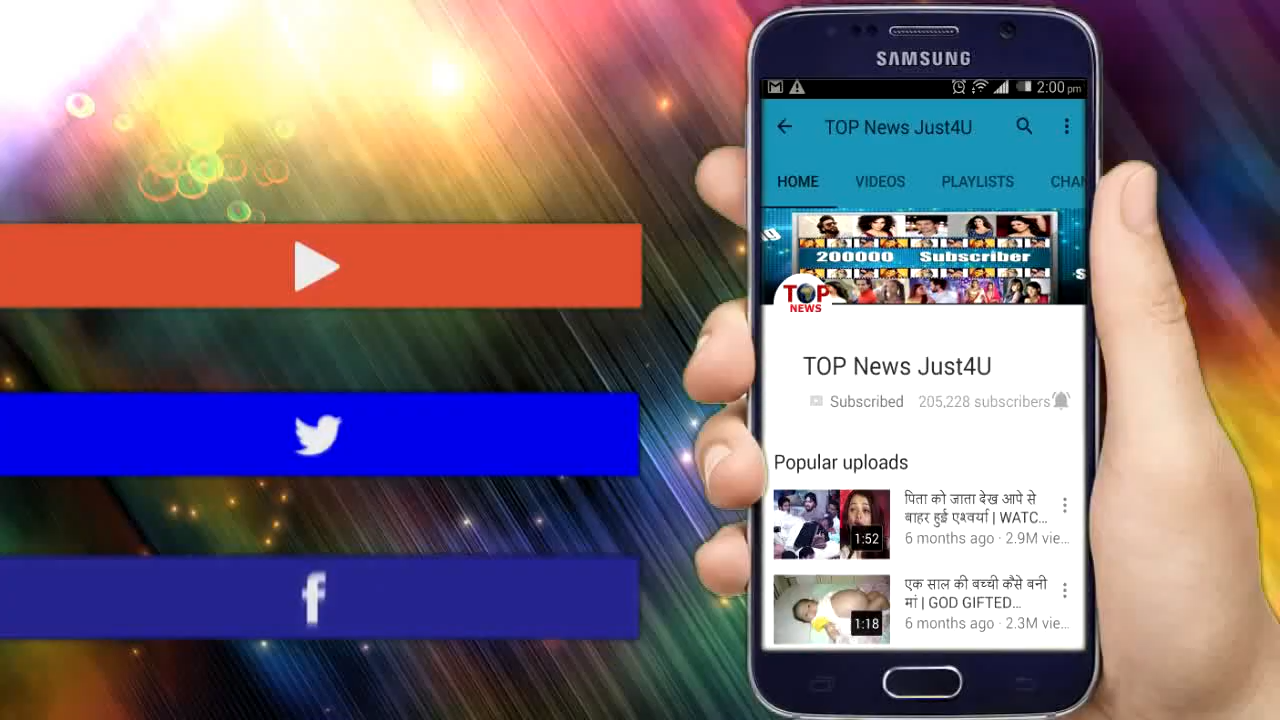 SAMSUNG
2:00 pm
TOP News Just4U
HOME VIDEOS PLAYLISTS CHAN
200000 Subscriber
TOP
NEWS
TOP News Just4U
Subscribed 205,228 subscribers
Popular uploads
पिता को जाता देख आपे से
बाहर हुई एश्वर्या | WATC...
1:52
6 months ago · 2.9M vie...
एक साल की बच्ची कैसे बनी
मां | GOD GIFTED...
1:18
6 months ago · 2.3M vie...